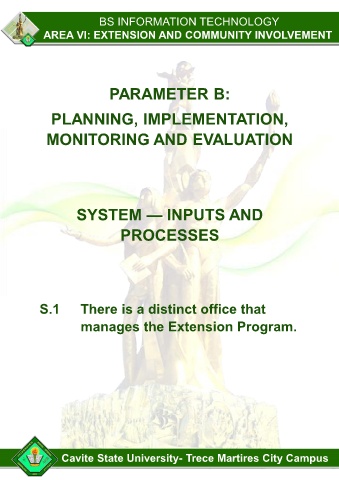 BS INFORMATION TECHNOLOGY
AREA VI: EXTENSION AND COMMUNITY INVOLVEMENT
PARAMETER B:
PLANNING, IMPLEMENTATION,
MONITORING AND EVALUATION
SYSTEM — INPUTS AND
PROCESSES
S.1 There is a distinct office that
manages the Extension Program.
Cavite State University- Trece Martires City Campus